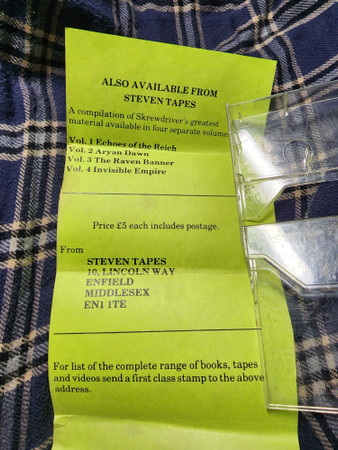 ALSO AVAILABLE FROM
STEVEN TAPES
A compilation of Skrewdriver's greatest
material available in four separate volumes
Vol. 1 Echoes of the Reich
Vol. 2 Aryan Dawn
Vol. 3 The Raven Banner
Vol. 4 Invisible Empire
Price £5 each includes postage.
From
STEVEN TAPES
10, LINCOLN WAY
ENFIELD
MIDDLESEX
EN1 1TE
For list of the complete range of books, tapes
and videos send a first class stamp to the above
address.